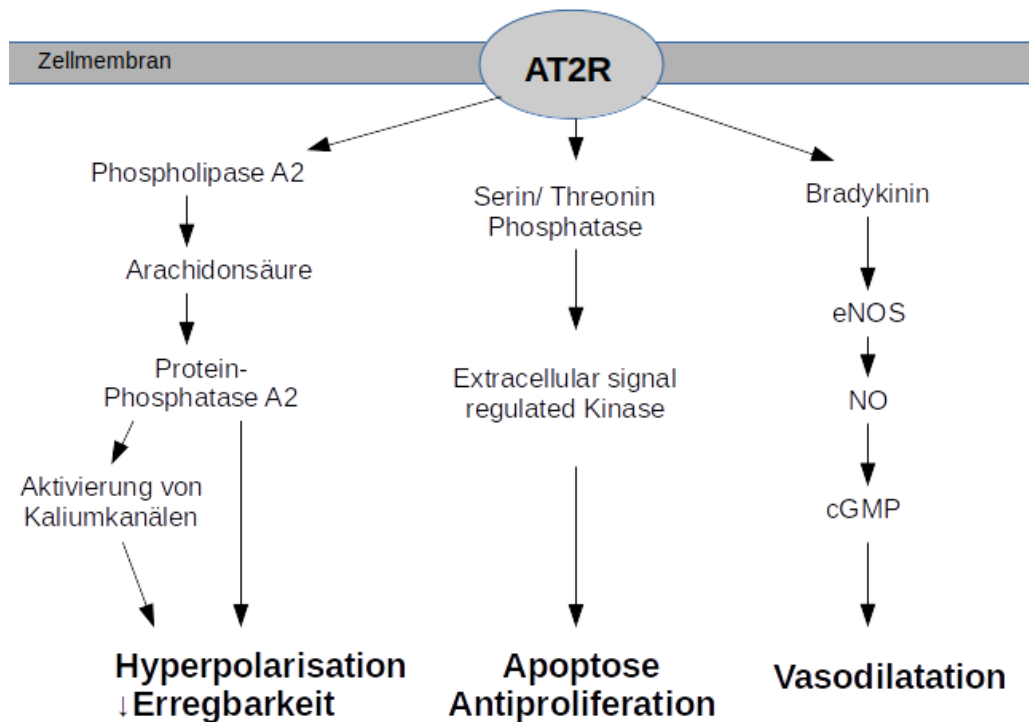 Zellmembran
AT2R
Phospholipase A2
Arachidonsäure
Protein-
Phosphatase A2
Aktivierung von
Kaliumkanälen
Hyperpolarisation
↓Erregbarkeit
Serin/ Threonin
Phosphatase
Extracellular signal
regulated Kinase
Apoptose
Antiproliferation
Bradykinin
eNOS
NO
cGMP
Vasodilatation